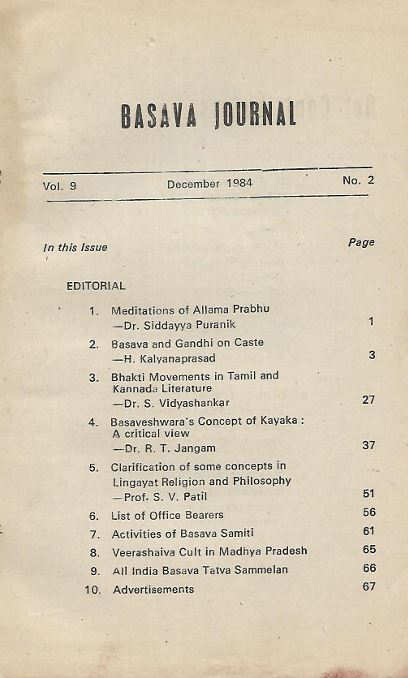 BASAVA JOURNAL
Vol. 9 December 1984 No. 2
In this Issue Page
EDITORIAL
1. Meditations of Allama Prabhu
—Dr. Siddayya Puranik 1
2. Basava and Gandhi on Caste
—H. Kalyanaprasad 3
3. Bhakti Movements in Tamil and
Kannada Literature
—Dr. S. Vidyashankar 27
4. Basaveshwara's Concept of Kayaka :
A critical view
—Dr. R. T. Jangam 37
5. Clarification of some concepts in
Lingayat Religion and Philosophy
—Prof. S. V. Patil 51
6. List of Office Bearers 56
7. Activities of Basava Samiti 61
8. Veerashaiva Cult in Madhya Pradesh 65
9. All India Basava Tatva Sammelan 66
10. Advertisements 67